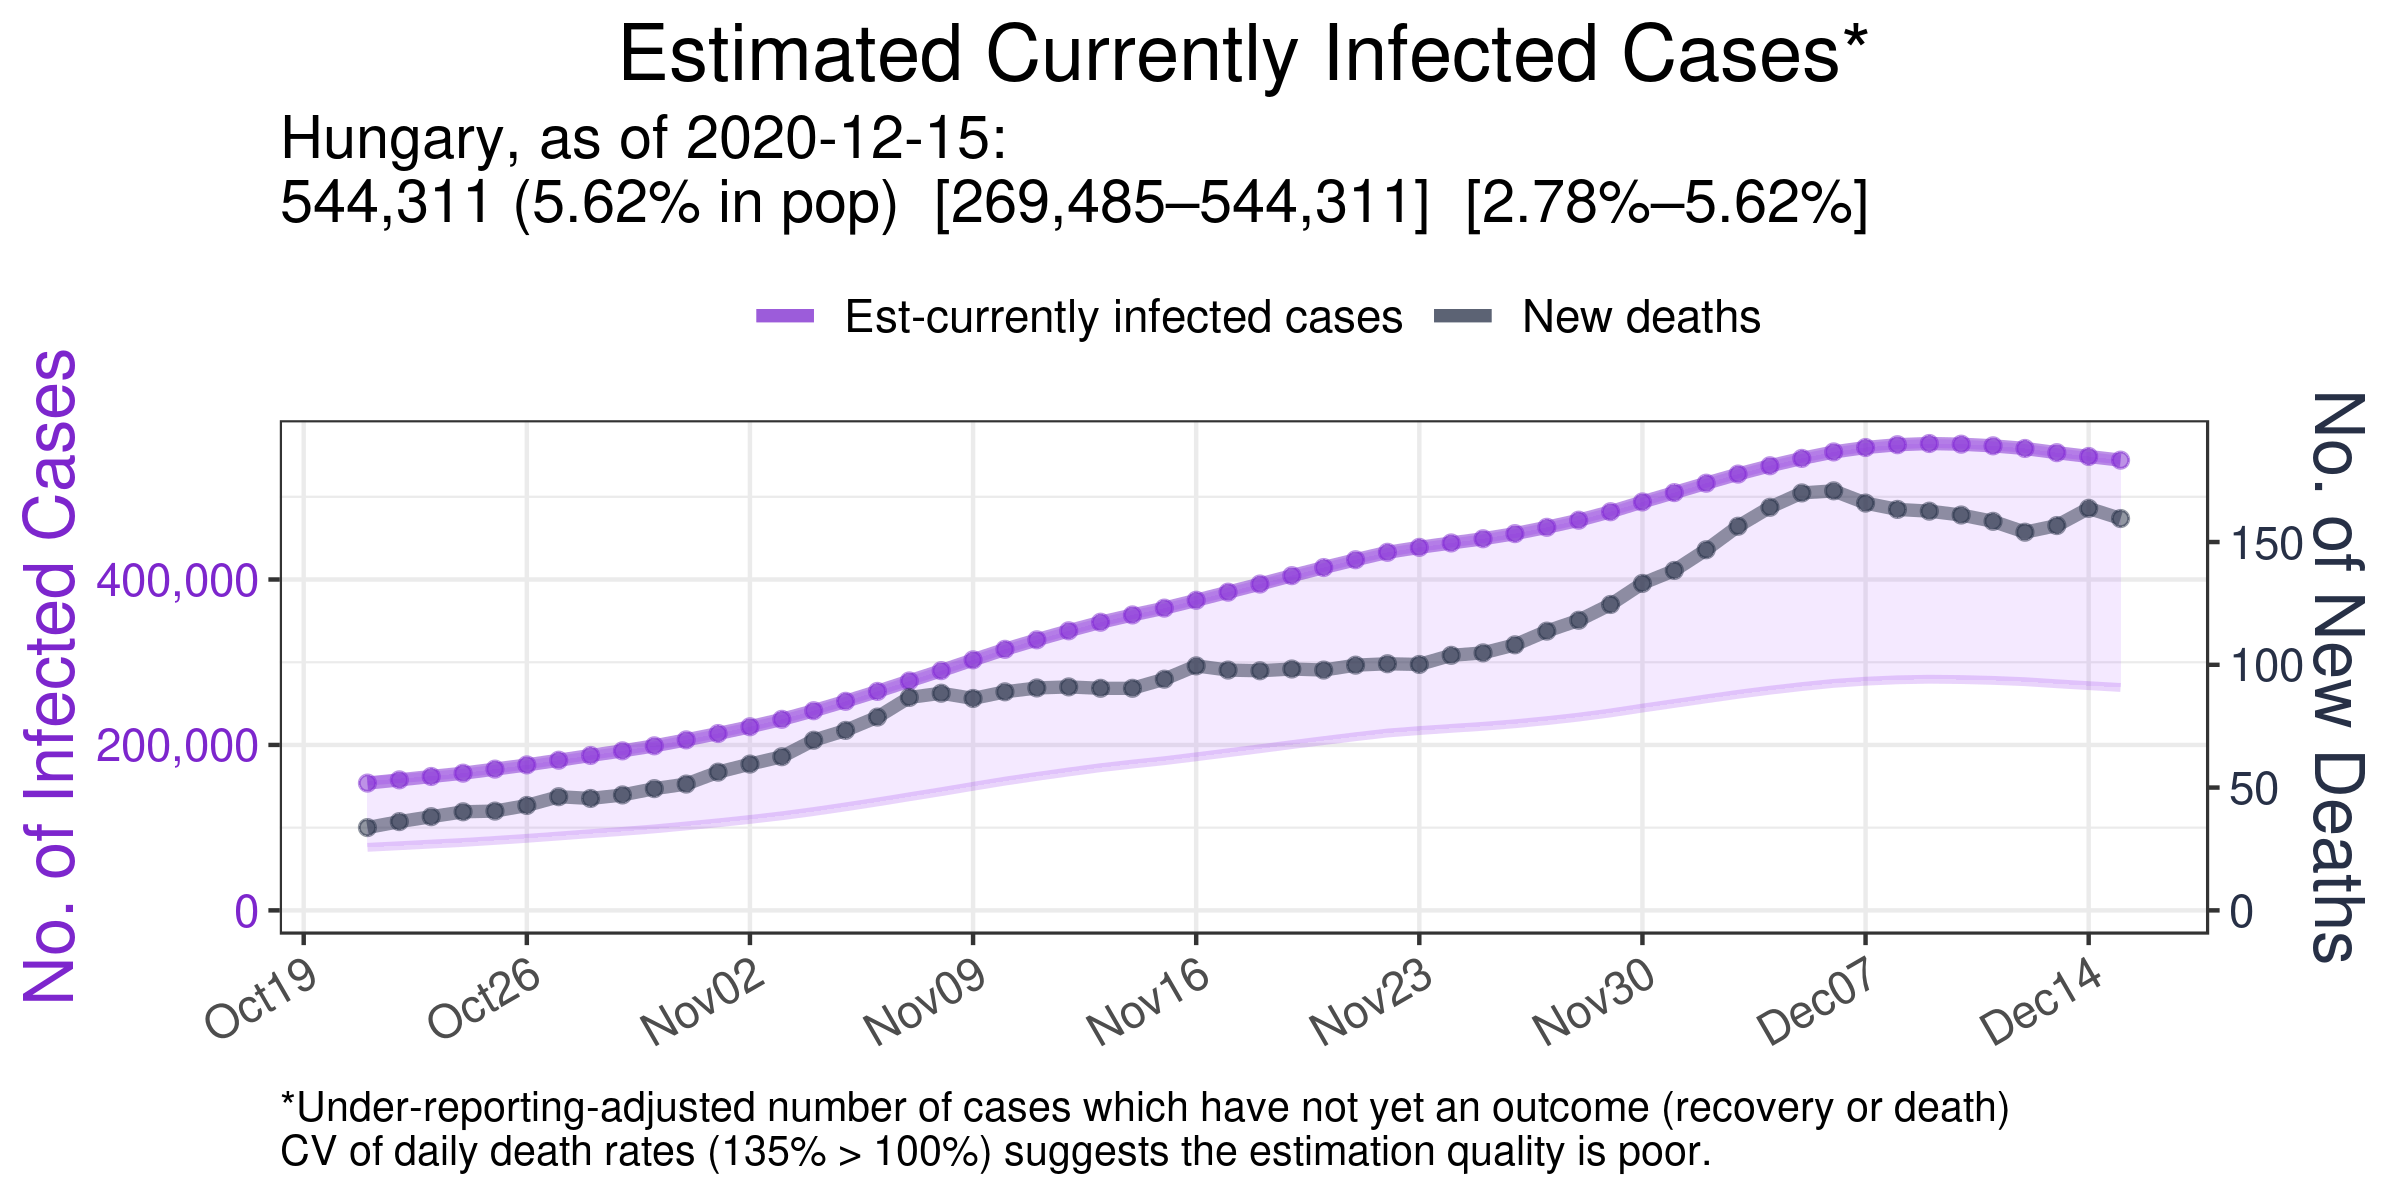 Estimated Currently Infected Cases*
Hungary, as of 2020-12-15:
544,311 (5.62% in pop)  [269,485–544,311]  [2.78%–5.62%]
Est-currently infected cases
New deaths
No. of Infected Cases
400,000
200,000
0
No. of New Deaths
150
100
50
0
Oct19
Oct26
Nov02
Nov09
Nov16
Nov23
Nov30
Dec07
Dec14
*Under-reporting-adjusted number of cases which have not yet an outcome (recovery or death)
CV of daily death rates (135% > 100%) suggests the estimation quality is poor.